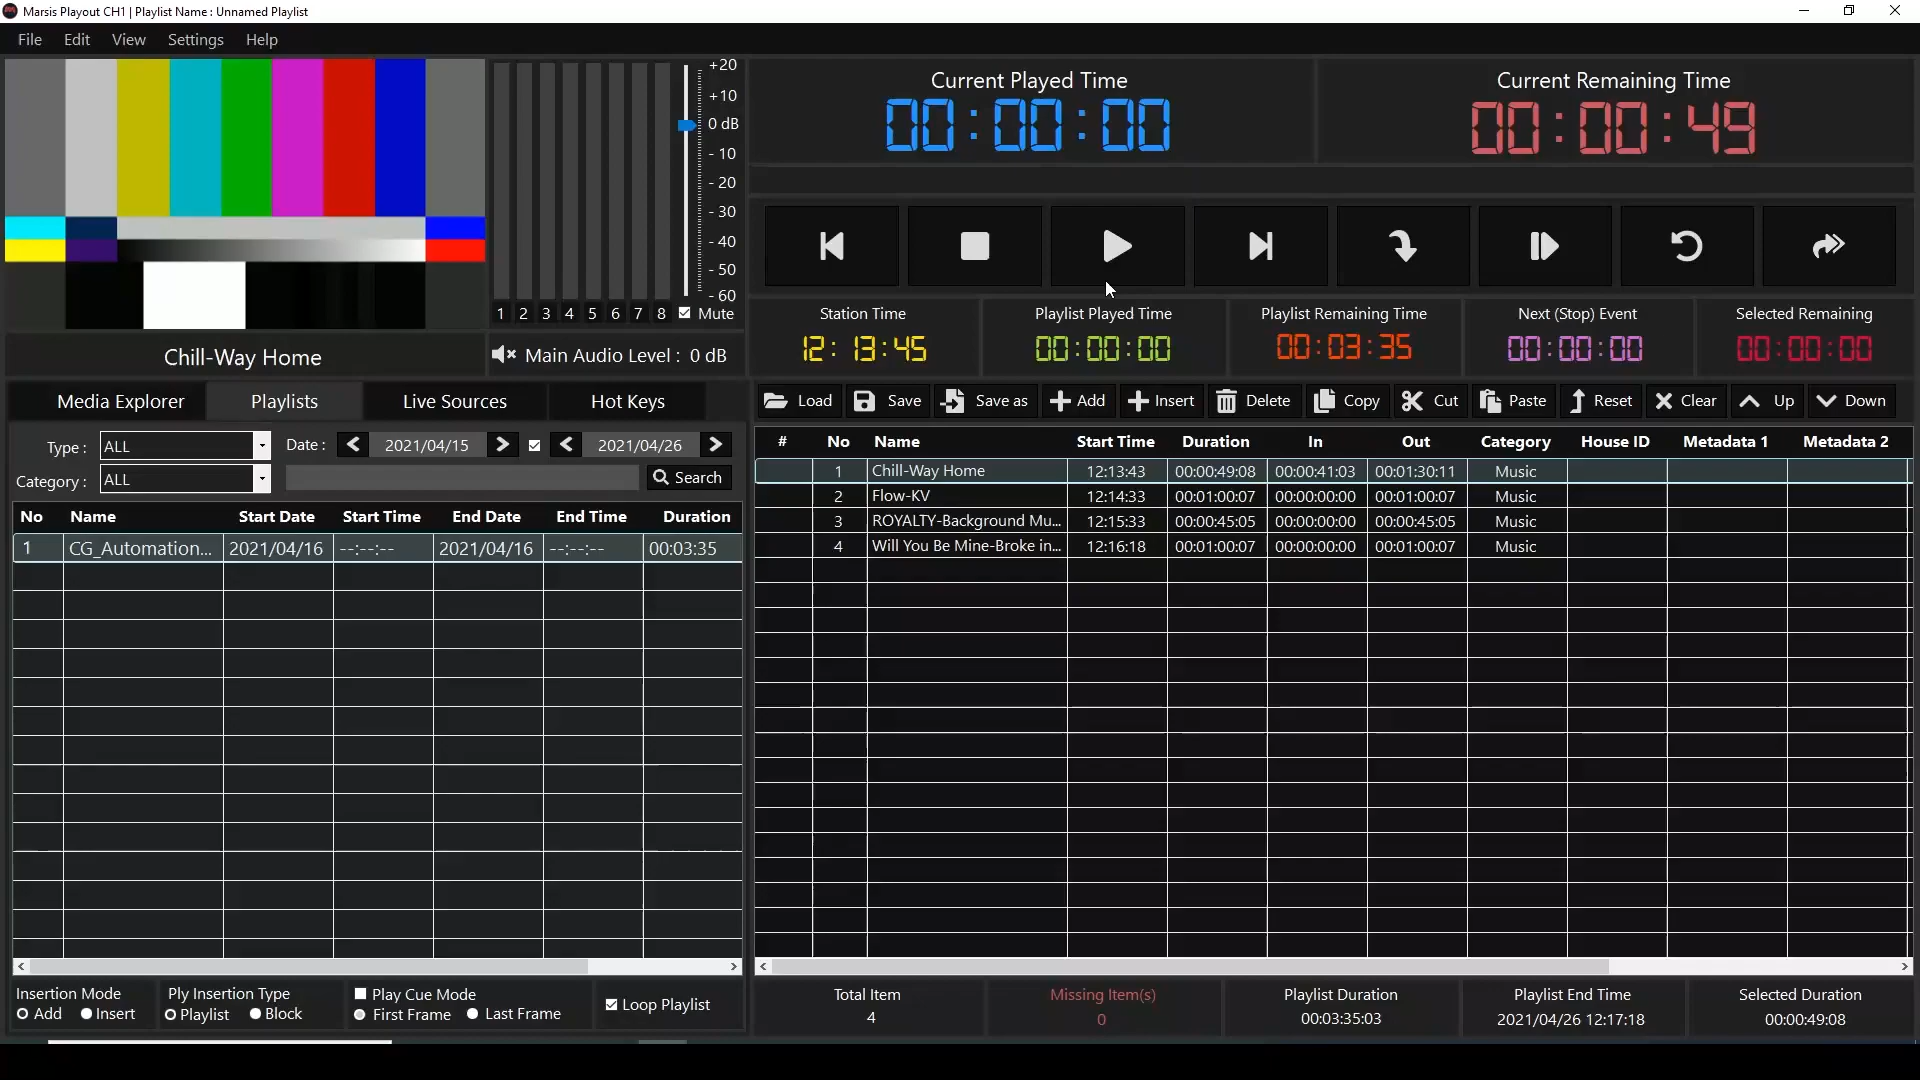 Marsis Playout CH1 | Playlist Name : Unnamed Playlist
File Edit View Settings Help
+20
+10
0 dB
- 10
- 20
- 30
- 40
- 50
- 60
1 2 3 4 5 6 7 8 Mute
Chill-Way Home
Main Audio Level : 0 dB
Current Played Time
00:00:00
Current Remaining Time
00:00:49
Station Time
12:13:45
Playlist Played Time
00:00:00
Playlist Remaining Time
00:03:35
Next (Stop) Event
00:00:00
Selected Remaining
00:00:00
Media Explorer Playlists Live Sources Hot Keys
Type : ALL Date : 2021/04/15 2021/04/26
Category : ALL Search
No Name Start Date Start Time End Date End Time Duration
1 CG_Automation... 2021/04/16 --:--:-- 2021/04/16 --:--:-- 00:03:35
Load Save Save as Add Insert Delete Copy Cut Paste Reset Clear Up Down
# No Name Start Time Duration In Out Category House ID Metadata 1 Metadata 2
1 Chill-Way Home 12:13:43 00:00:49:08 00:00:41:03 00:01:30:11 Music
2 Flow-KV 12:14:33 00:01:00:07 00:00:00:00 00:01:00:07 Music
3 ROYALTY-Background Mu... 12:15:33 00:00:45:05 00:00:00:00 00:00:45:05 Music
4 Will You Be Mine-Broke in... 12:16:18 00:01:00:07 00:00:00:00 00:01:00:07 Music
Insertion Mode
Add Insert
Ply Insertion Type
Playlist Block
Play Cue Mode
First Frame Last Frame
Loop Playlist
Total Item
4
Missing Item(s)
0
Playlist Duration
00:03:35:03
Playlist End Time
2021/04/26 12:17:18
Selected Duration
00:00:49:08